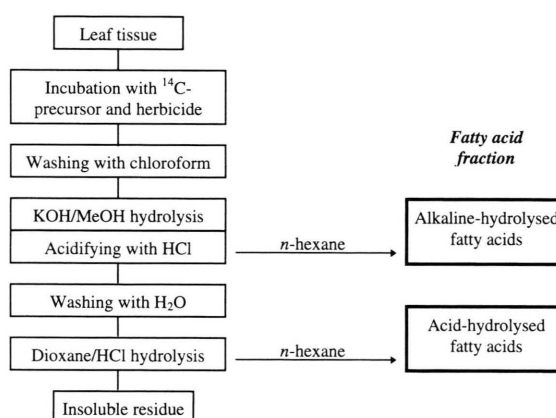 Leaf tissue
Incubation with ¹⁴C-
precursor and herbicide
Washing with chloroform
KOH/MeOH hydrolysis
Acidifying with HCl
Washing with H₂O
Dioxane/HCl hydrolysis
Insoluble residue
n-hexane
n-hexane
Fatty acid
fraction
Alkaline-hydrolysed
fatty acids
Acid-hydrolysed
fatty acids